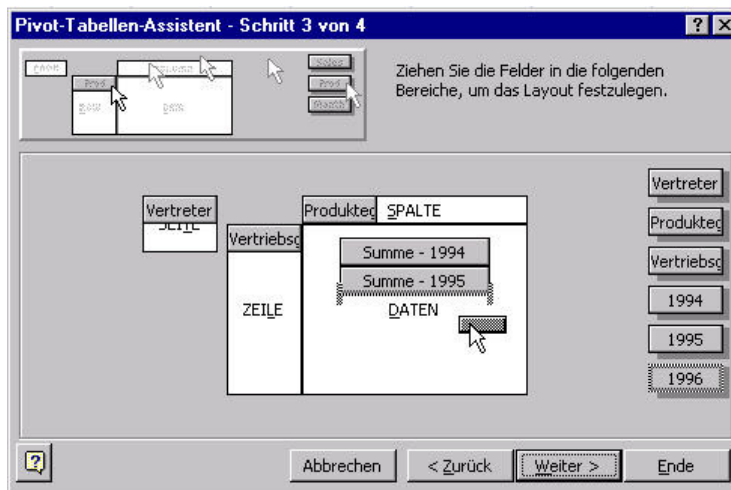 Pivot-Tabellen-Assistent - Schritt 3 von 4
Ziehen Sie die Felder in die folgenden
Bereiche, um das Layout festzulegen.
Vertreter
Produkteg
SPALTE
Vertriebsg
Summe - 1994
Summe - 1995
ZEILE
DATEN
Vertreter
Produkteg
Vertriebsg
1994
1995
1996
Abbrechen
< Zurück
Weiter >
Ende